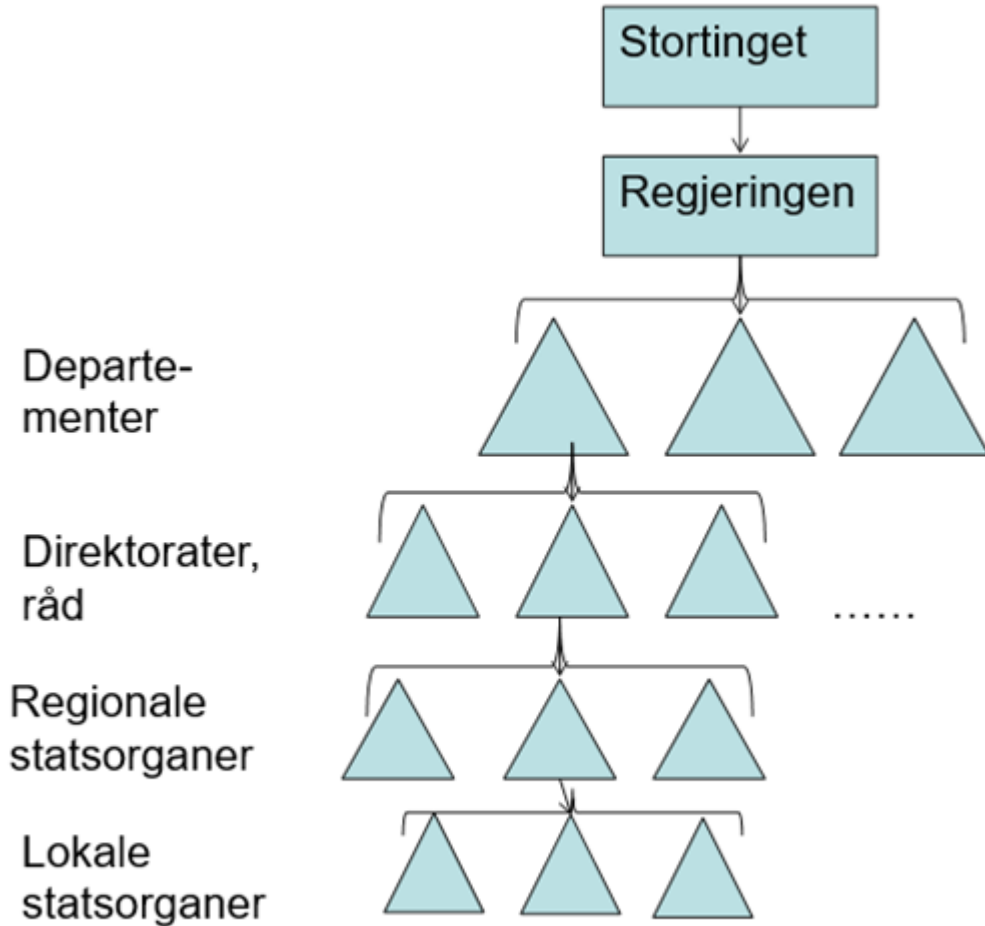 Stortinget
Regjeringen
Departe-
menter
Direktorater,
råd
......
Regionale
statsorganer
Lokale
statsorganer